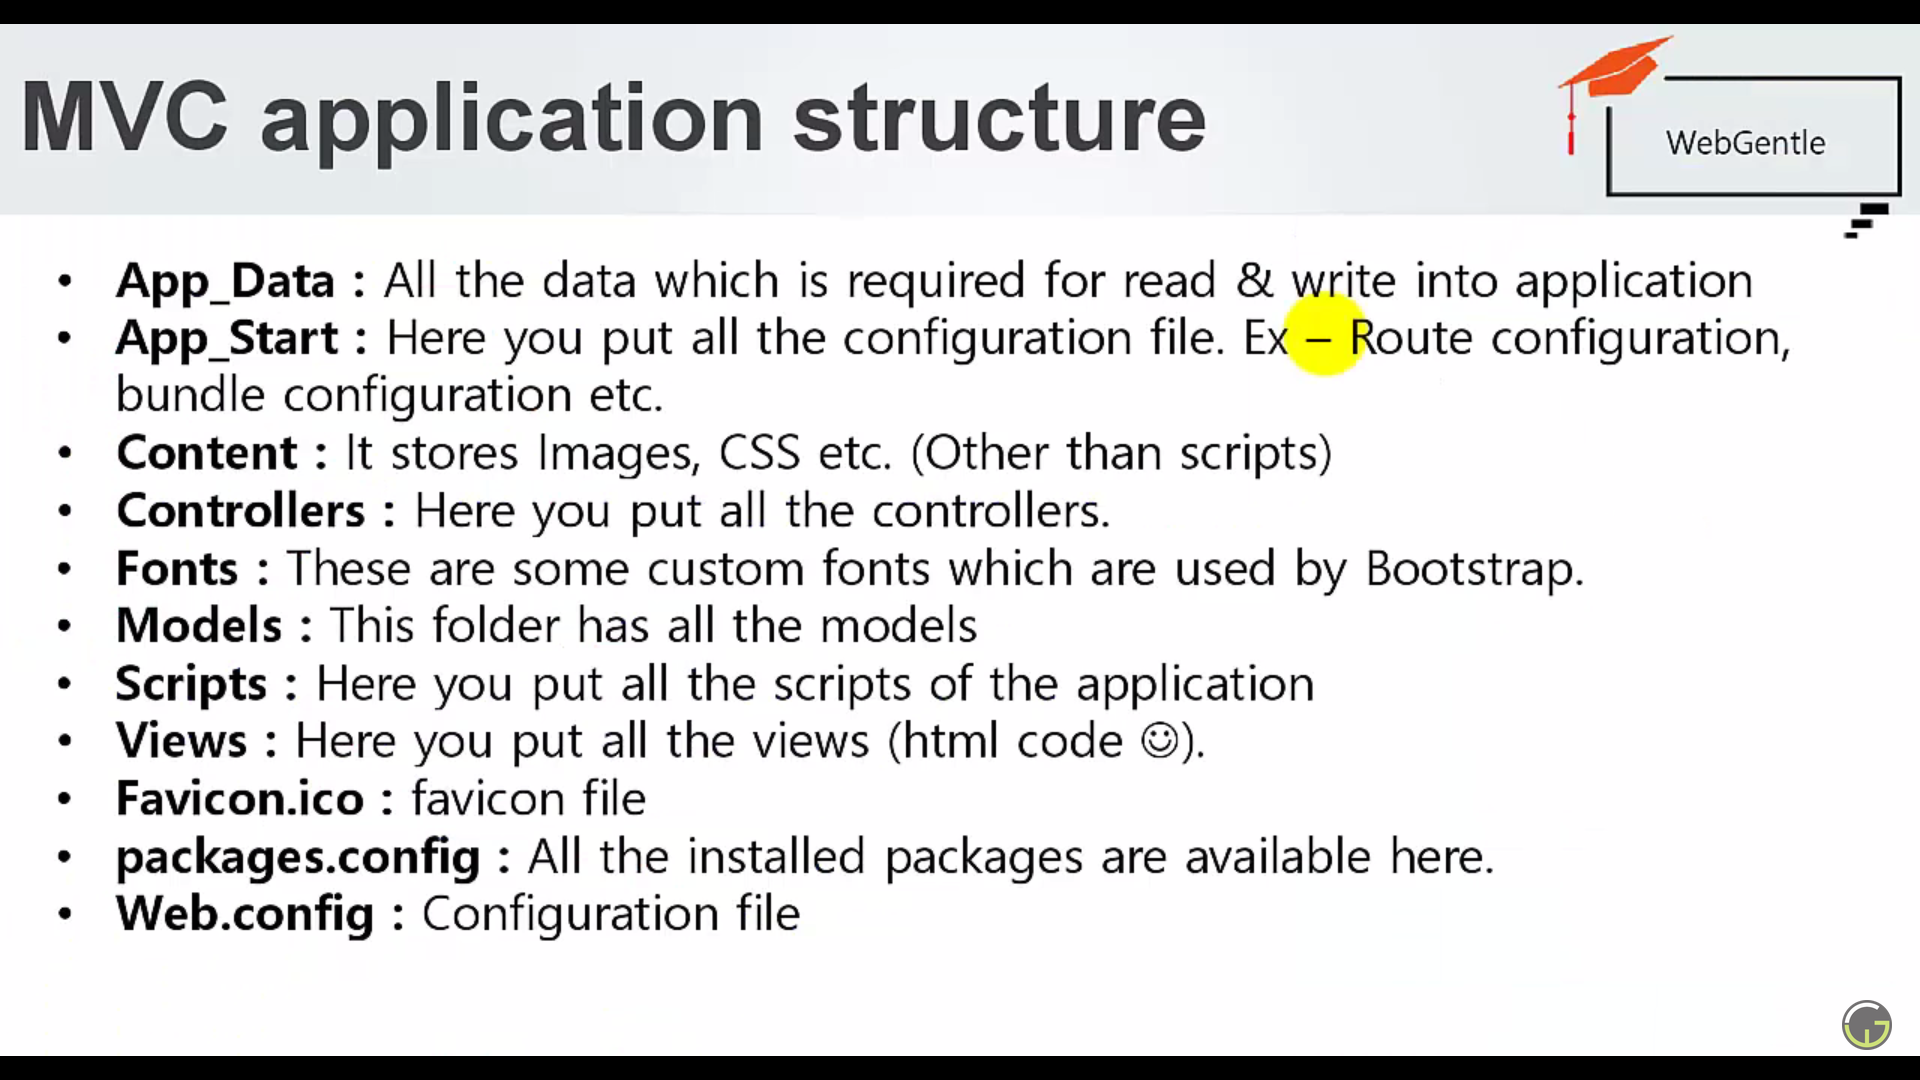 MVC application structure
WebGentle
• App_Data : All the data which is required for read & write into application
• App_Start : Here you put all the configuration file. Ex – Route configuration,
bundle configuration etc.
• Content : It stores Images, CSS etc. (Other than scripts)
• Controllers : Here you put all the controllers.
• Fonts : These are some custom fonts which are used by Bootstrap.
• Models : This folder has all the models
• Scripts : Here you put all the scripts of the application
• Views : Here you put all the views (html code ☺).
• Favicon.ico : favicon file
• packages.config : All the installed packages are available here.
• Web.config : Configuration file